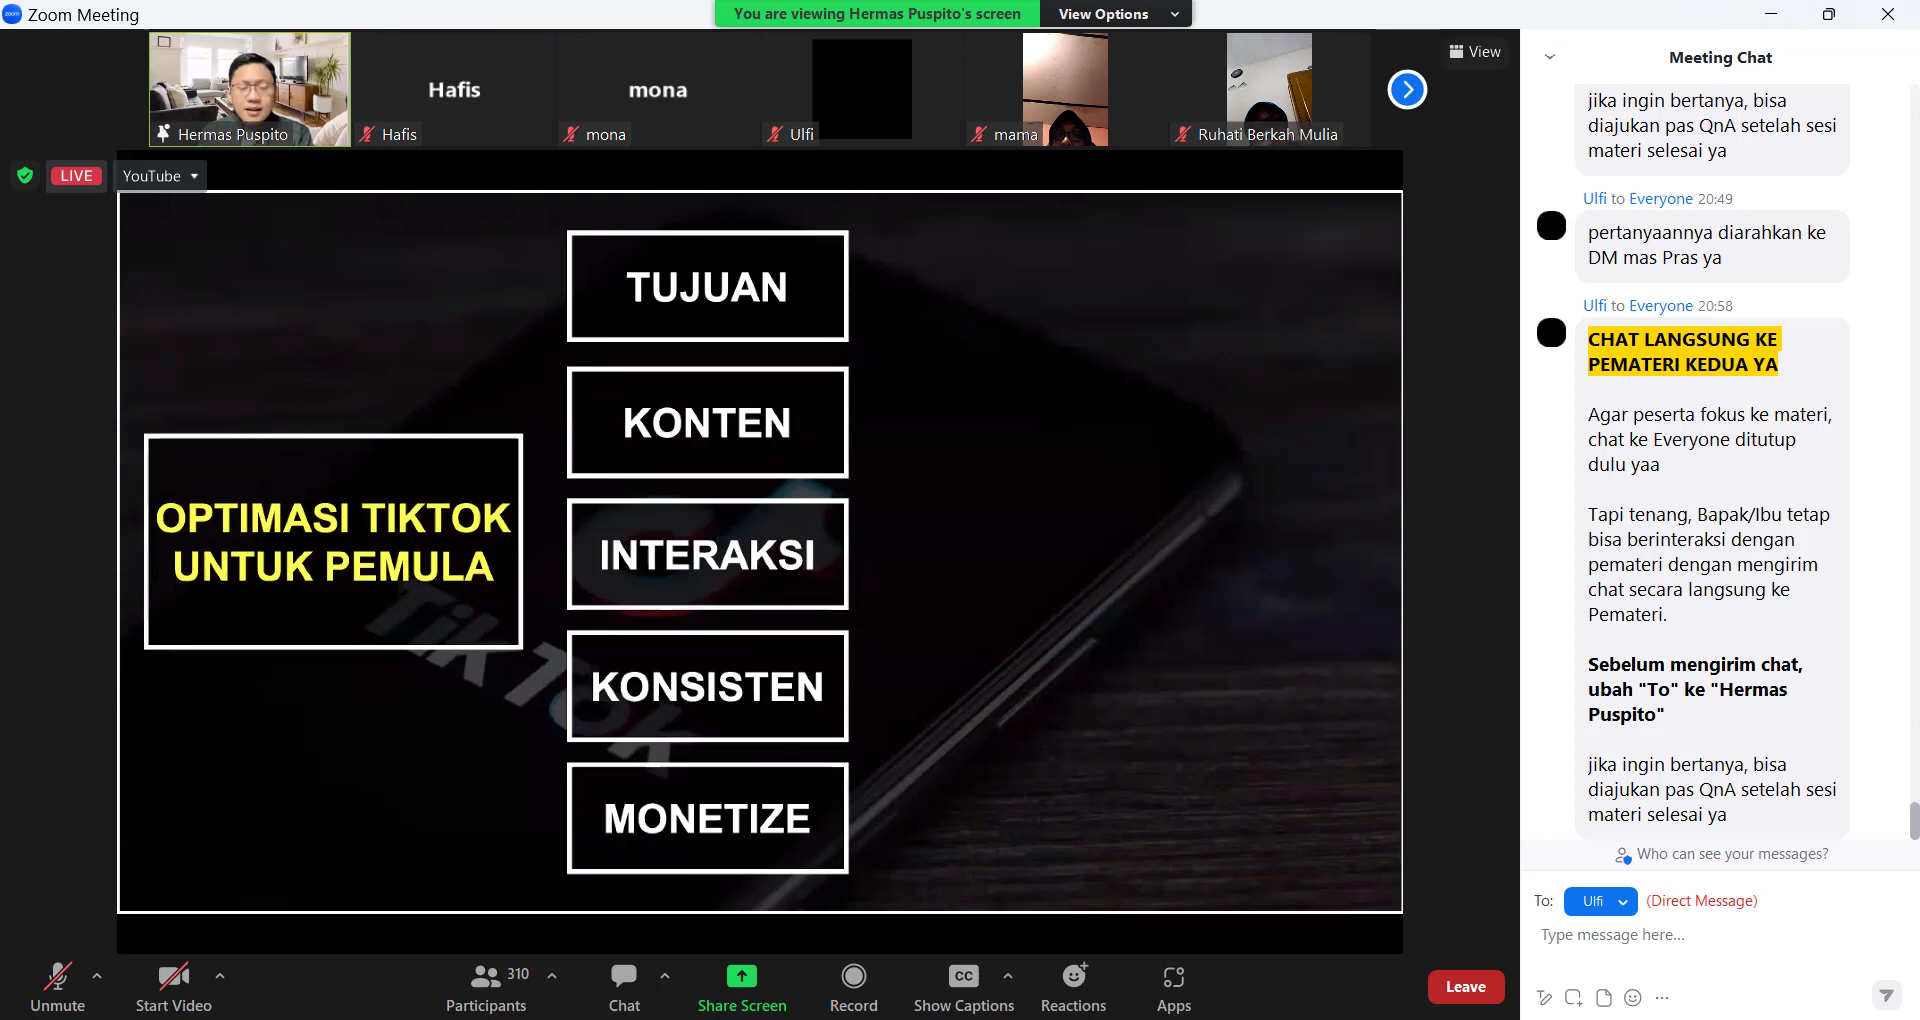 Zoom Meeting
You are viewing Hermas Puspito's screen
View Options
View
Hermas Puspito
Hafis
Hafis
mona
mona
Ulfi
mama
Ruhati Berkah Mulia
LIVE
YouTube
OPTIMASI TIKTOK
UNTUK PEMULA
TUJUAN
KONTEN
INTERAKSI
KONSISTEN
MONETIZE
TikTok
Meeting Chat
jika ingin bertanya, bisa
diajukan pas QnA setelah sesi
materi selesai ya
Ulfi to Everyone 20:49
pertanyaannya diarahkan ke
DM mas Pras ya
Ulfi to Everyone 20:58
CHAT LANGSUNG KE
PEMATERI KEDUA YA
Agar peserta fokus ke materi,
chat ke Everyone ditutup
dulu yaa
Tapi tenang, Bapak/Ibu tetap
bisa berinteraksi dengan
pemateri dengan mengirim
chat secara langsung ke
Pemateri.
Sebelum mengirim chat,
ubah "To" ke "Hermas
Puspito"
jika ingin bertanya, bisa
diajukan pas QnA setelah sesi
materi selesai ya
Who can see your messages?
To: Ulfi (Direct Message)
Type message here...
Unmute
Start Video
310
Participants
Chat
Share Screen
Record
CC
Show Captions
Reactions
Apps
Leave